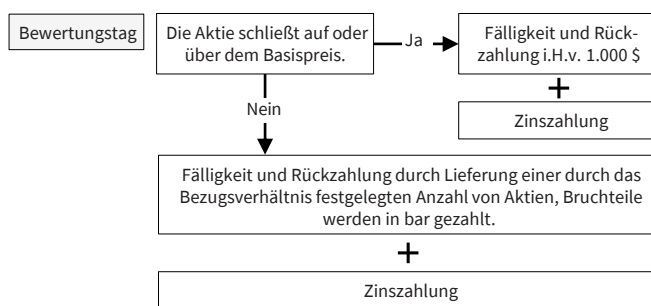 Bewertungstag
Die Aktie schließt auf oder
über dem Basispreis.
Ja
Fälligkeit und Rück-
zahlung i.H.v. 1.000 $
+
Zinszahlung
Nein
Fälligkeit und Rückzahlung durch Lieferung einer durch das
Bezugsverhältnis festgelegten Anzahl von Aktien, Bruchteile
werden in bar gezahlt.
+
Zinszahlung